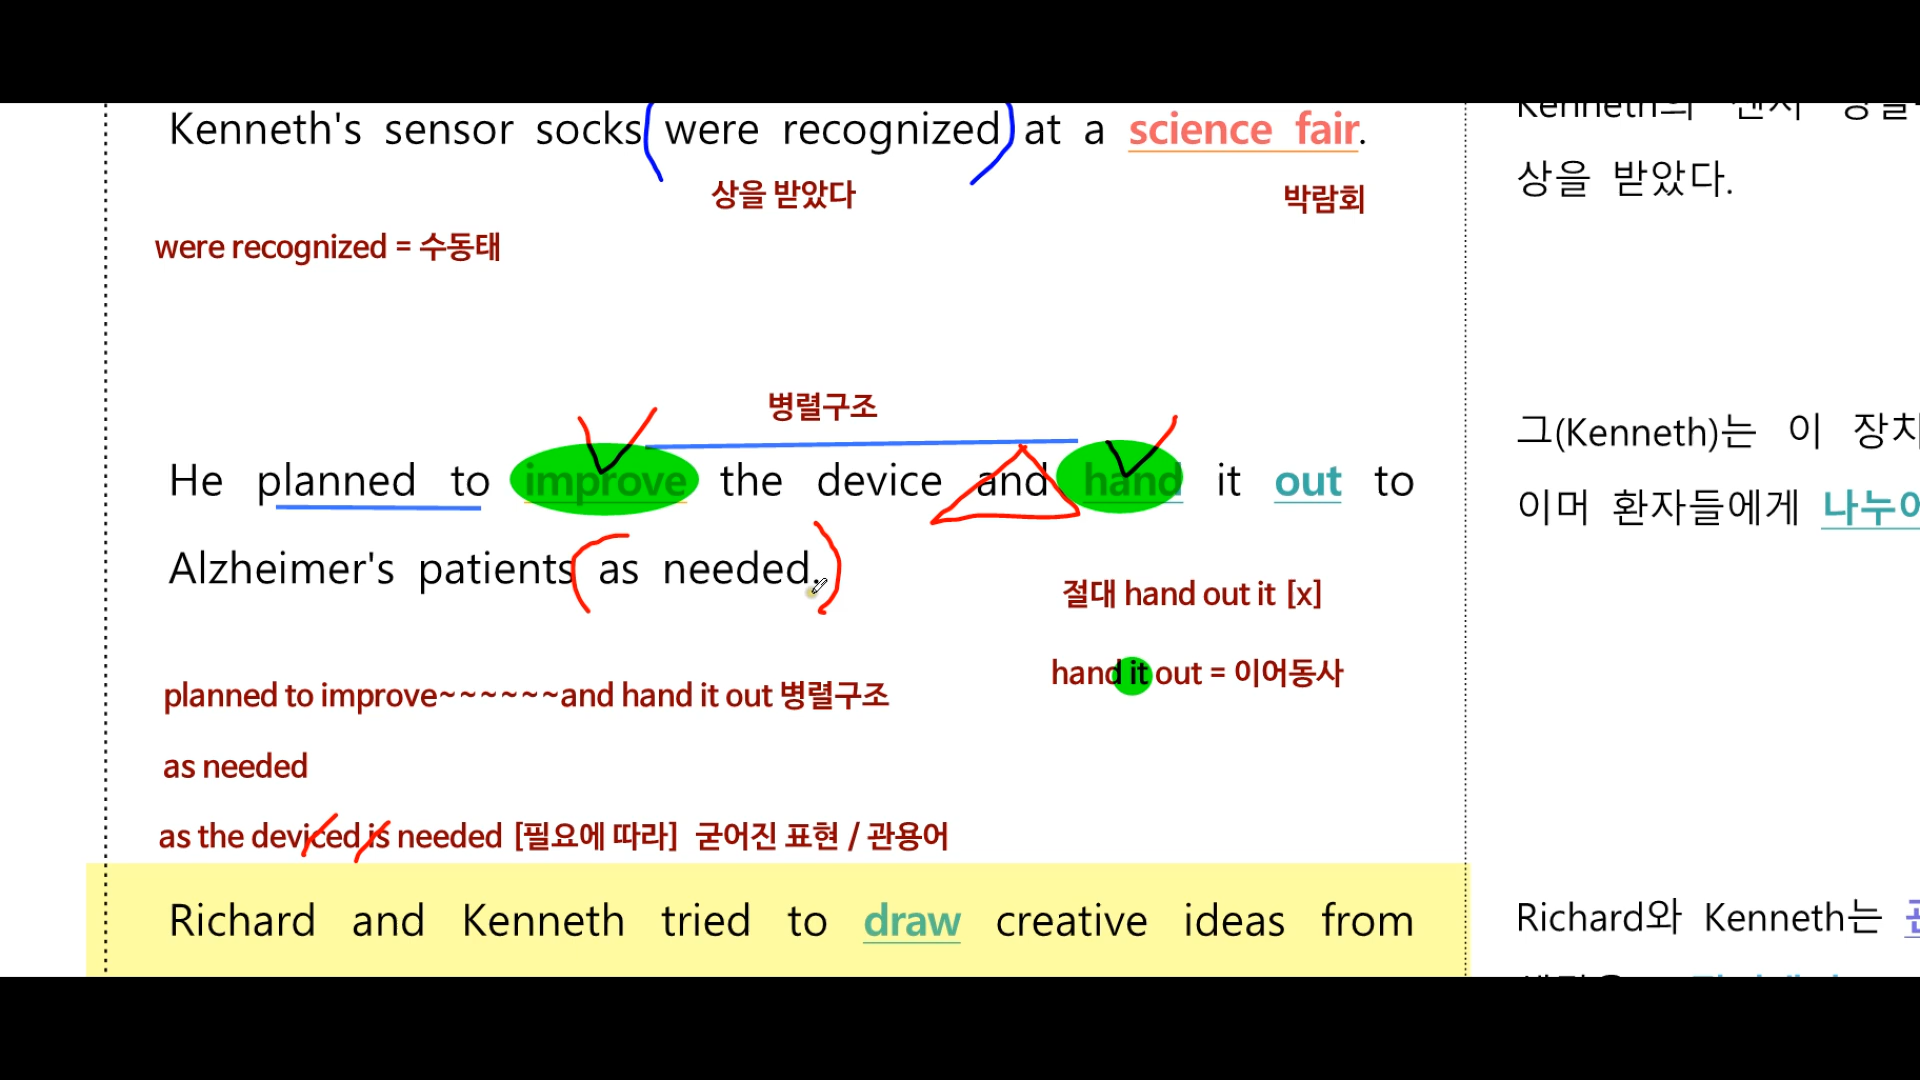 Kenneth's sensor socks were recognized at a science fair.
상을 받았다 박람회
were recognized = 수동태
병렬구조
He planned to improve the device and hand it out to
Alzheimer's patients as needed.
절대 hand out it [x]
hand it out = 이어동사
planned to improve~~~~~~and hand it out 병렬구조
as needed
as the deviced is needed [필요에 따라] 굳어진 표현 / 관용어
Richard and Kenneth tried to draw creative ideas from
상을 받았다.
그(Kenneth)는 이
이머 환자들에게
Richard와 Kenneth는